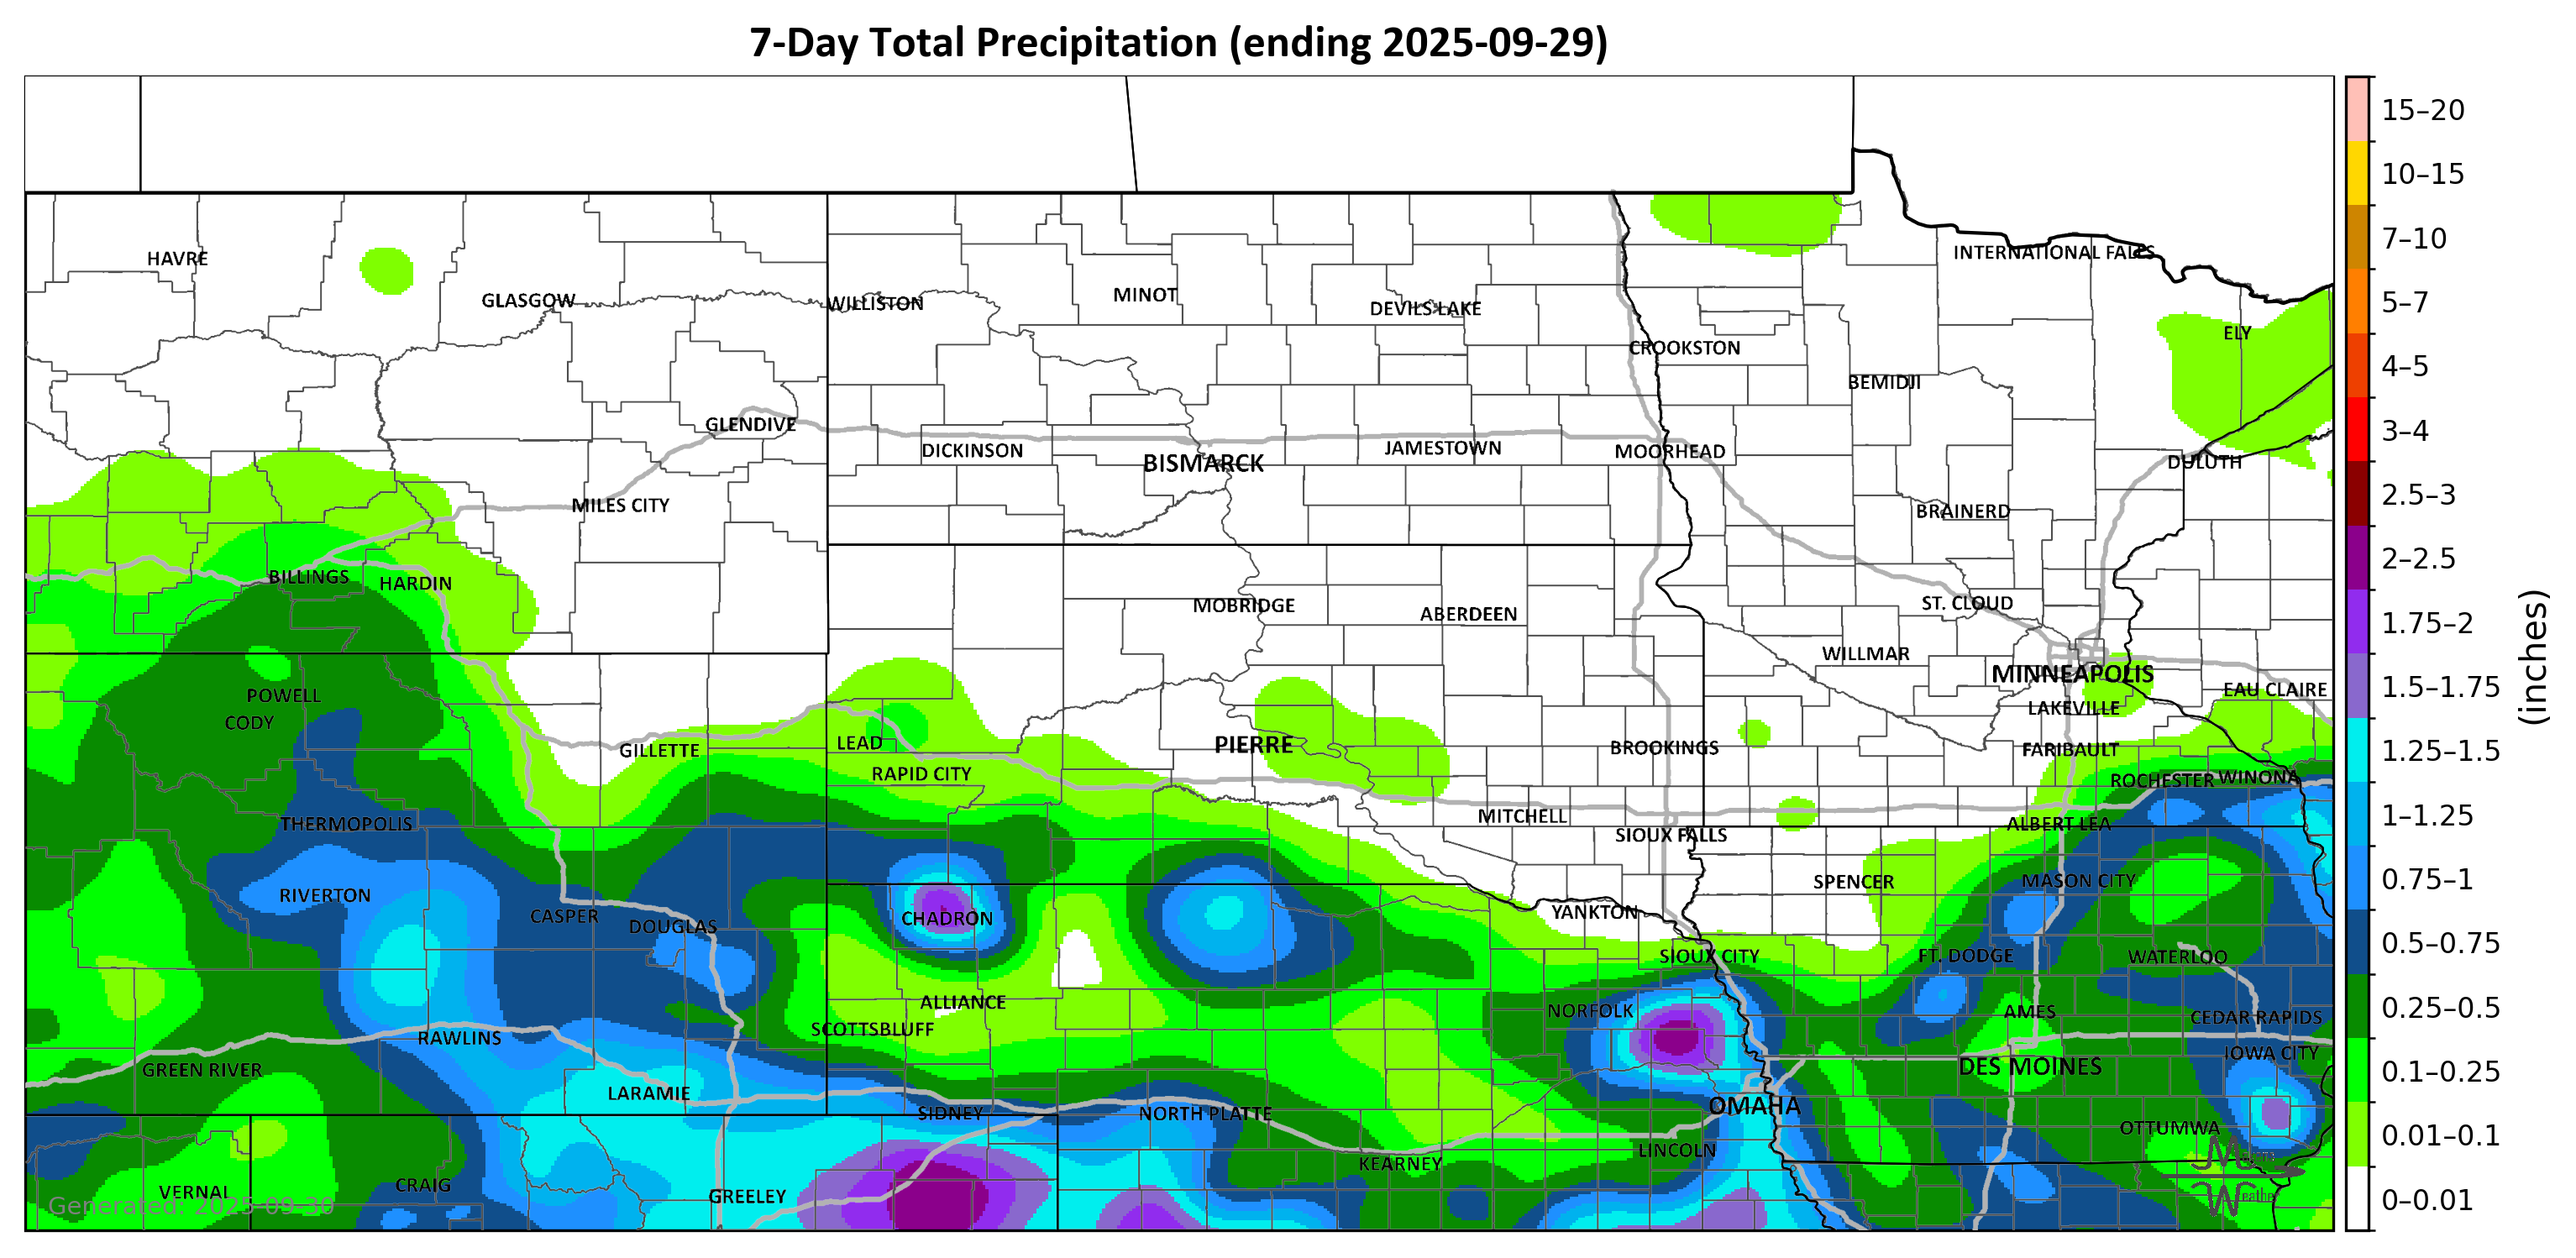 7-Day Total Precipitation (ending 2025-09-29)
15–20
10–15
7–10
5–7
4–5
3–4
2.5–3
2–2.5
1.75–2
1.5–1.75
1.25–1.5
1–1.25
0.75–1
0.5–0.75
0.25–0.5
0.1–0.25
0.01–0.1
0–0.01
(inches)
HAVRE
INTERNATIONAL FALLS
GLASGOW
WILLISTON
MINOT
DEVILS LAKE
ELY
CROOKSTON
BEMIDJI
GLENDIVE
DICKINSON
BISMARCK
JAMESTOWN
MOORHEAD
DULUTH
MILES CITY
BRAINERD
BILLINGS
HARDIN
MOBRIDGE
ABERDEEN
ST. CLOUD
WILLMAR
MINNEAPOLIS
EAU CLAIRE
POWELL
CODY
LAKEVILLE
GILLETTE
LEAD
PIERRE
BROOKINGS
FARIBAULT
RAPID CITY
ROCHESTER
WINONA
THERMOPOLIS
MITCHELL
SIOUX FALLS
ALBERT LEA
RIVERTON
SPENCER
MASON CITY
CASPER
DOUGLAS
CHADRON
YANKTON
SIOUX CITY
FT. DODGE
WATERLOO
ALLIANCE
NORFOLK
AMES
CEDAR RAPIDS
SCOTTSBLUFF
RAWLINS
IOWA CITY
GREEN RIVER
DES MOINES
LARAMIE
SIDNEY
NORTH PLATTE
OMAHA
OTTUMWA
LINCOLN
KEARNEY
VERNAL
CRAIG
GREELEY
Generated: 2025-09-30